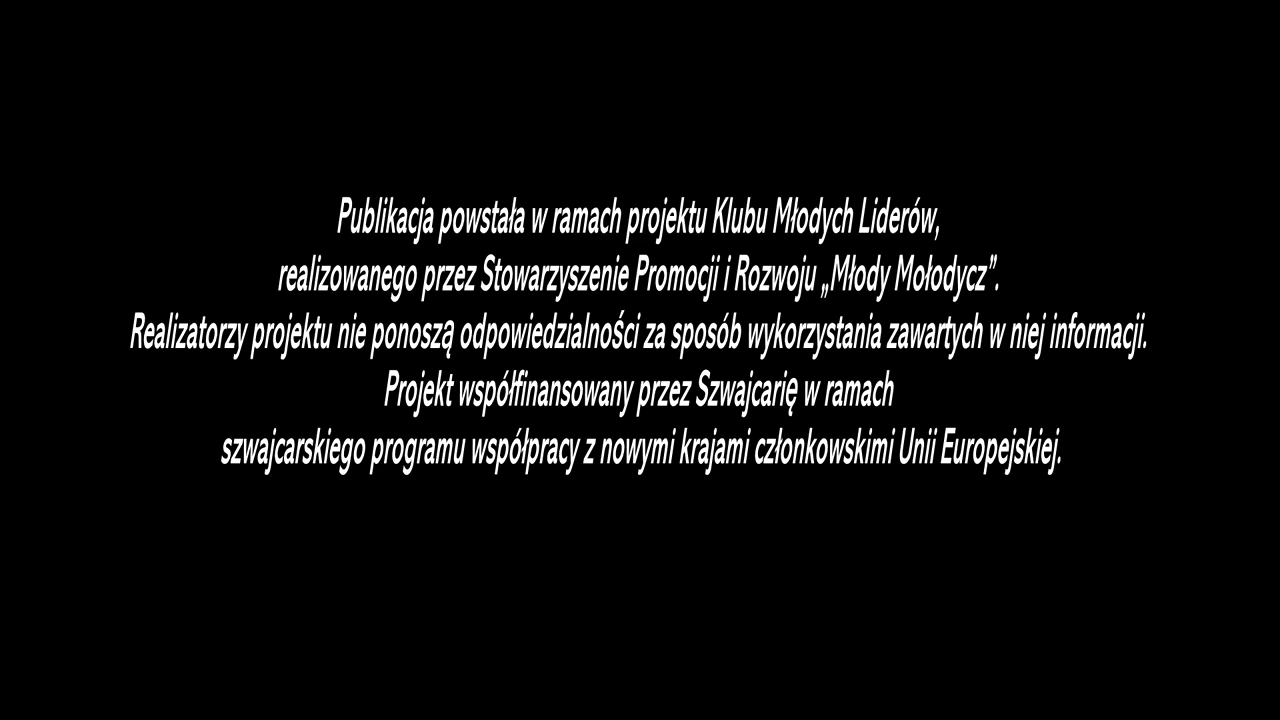 Publikacja powstała w ramach projektu Klubu Młodych Liderów,
realizowanego przez Stowarzyszenie Promocji i Rozwoju „Młody Mołodycz”.
Realizatorzy projektu nie ponoszą odpowiedzialności za sposób wykorzystania zawartych w niej informacji.
Projekt współfinansowany przez Szwajcarię w ramach
szwajcarskiego programu współpracy z nowymi krajami członkowskimi Unii Europejskiej.